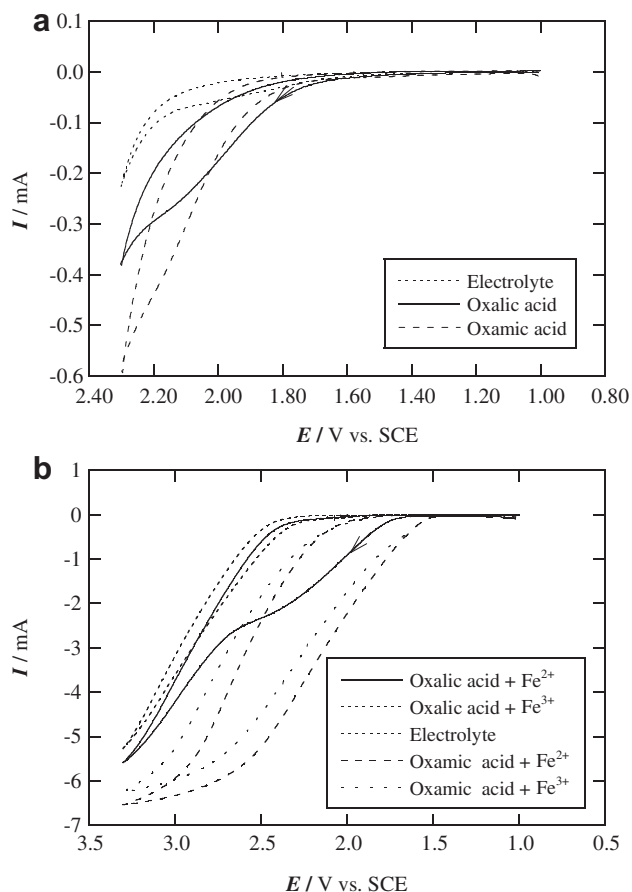 a
0.1
0.0
-0.1
-0.2
-0.3
-0.4
-0.5
-0.6
I / mA
Electrolyte
Oxalic acid
Oxamic acid
2.40 2.20 2.00 1.80 1.60 1.40 1.20 1.00 0.80
E / V vs. SCE
b
1
0
-1
-2
-3
-4
-5
-6
-7
I / mA
Oxalic acid + Fe²⁺
Oxalic acid + Fe³⁺
Electrolyte
Oxamic acid + Fe²⁺
Oxamic acid + Fe³⁺
3.5 3.0 2.5 2.0 1.5 1.0 0.5
E / V vs. SCE